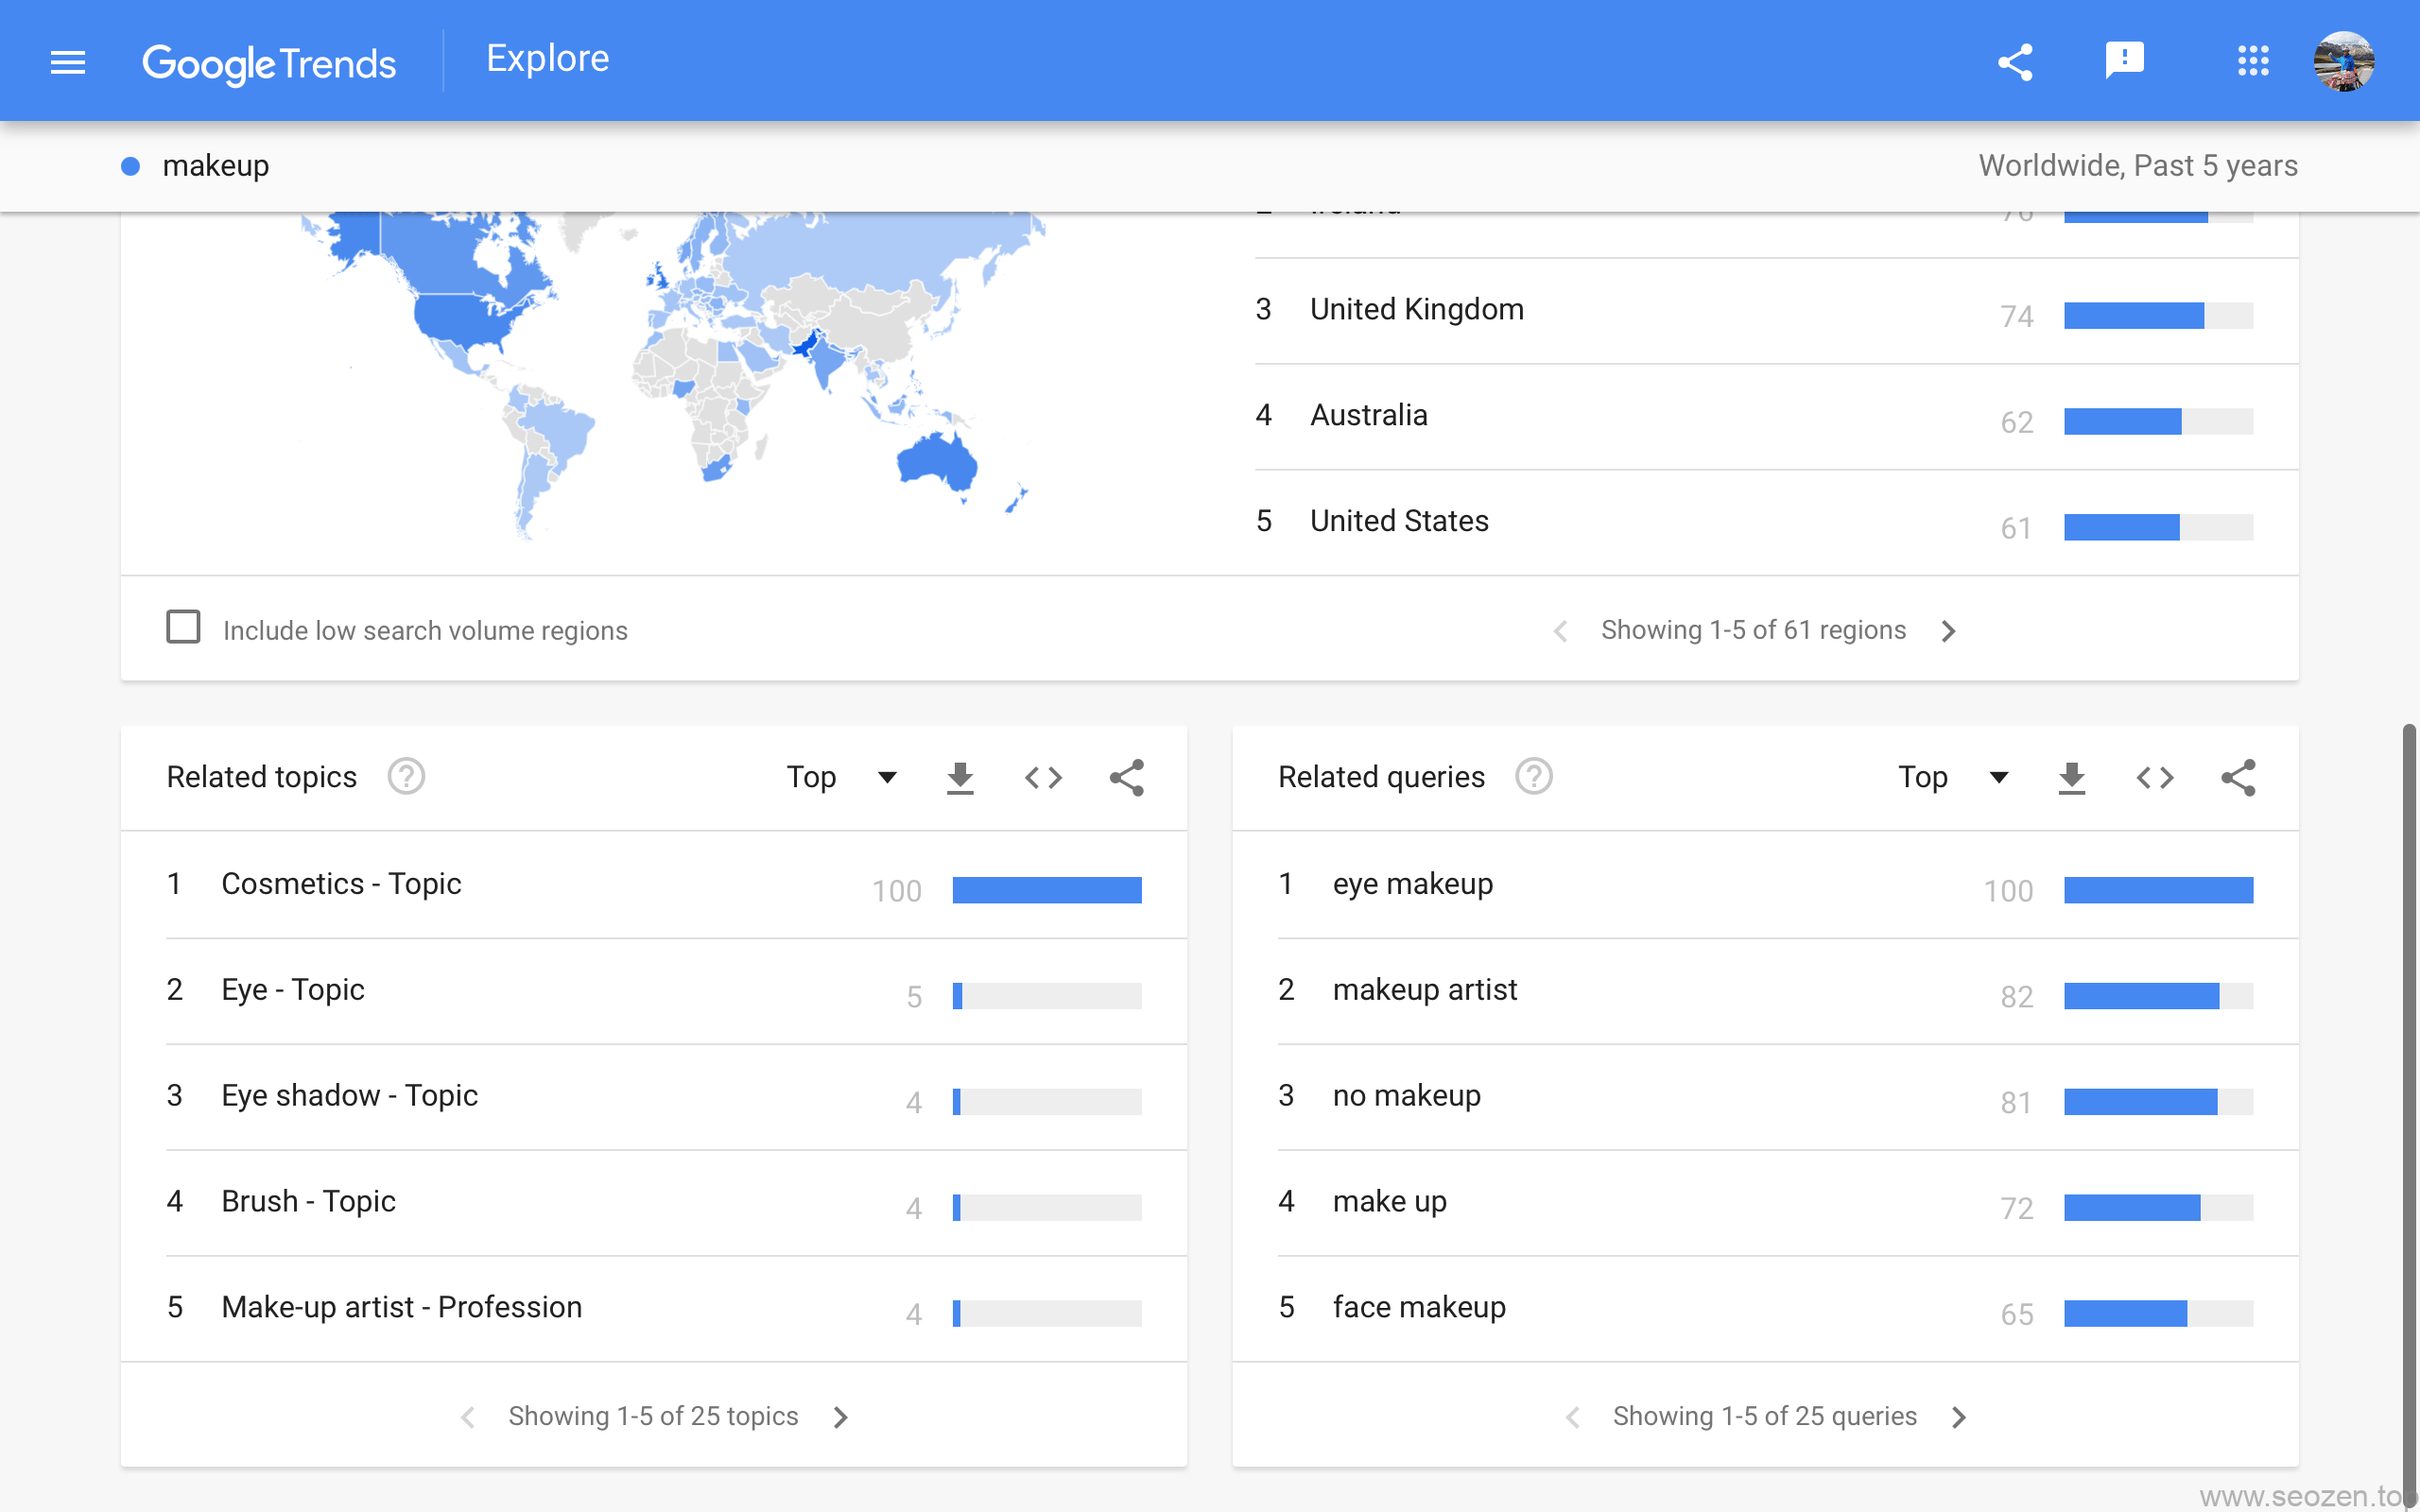 Google Trends Explore
makeup Worldwide, Past 5 years
2 Ireland 76
3 United Kingdom 74
4 Australia 62
5 United States 61
Include low search volume regions
Showing 1-5 of 61 regions
Related topics ? Top
1 Cosmetics - Topic 100
2 Eye - Topic 5
3 Eye shadow - Topic 4
4 Brush - Topic 4
5 Make-up artist - Profession 4
Showing 1-5 of 25 topics
Related queries ? Top
1 eye makeup 100
2 makeup artist 82
3 no makeup 81
4 make up 72
5 face makeup 65
Showing 1-5 of 25 queries
www.seozen.top